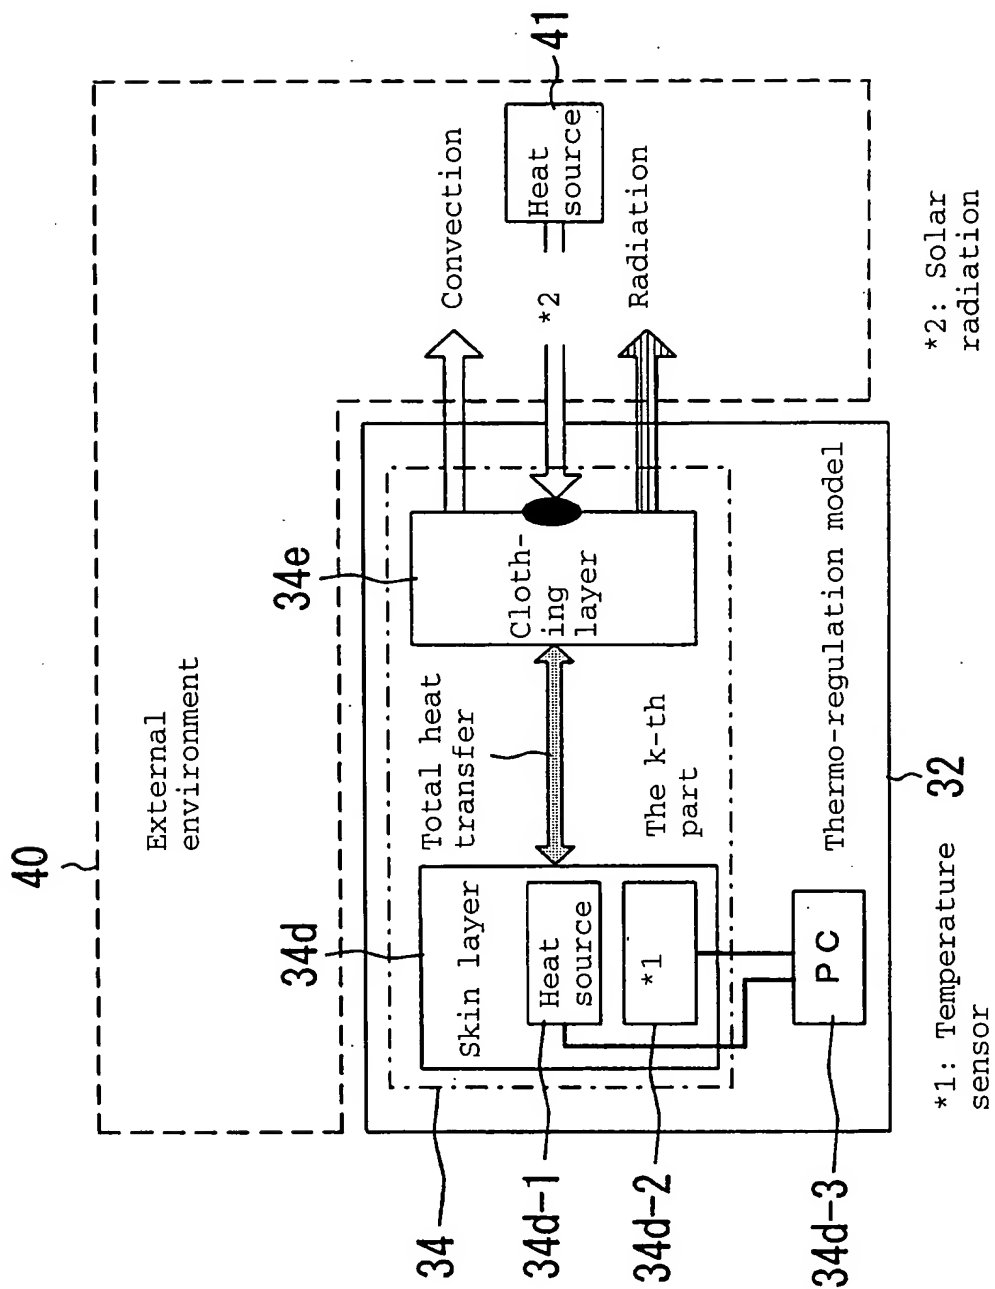 40
External
environment
Convection
Heat
source
41
*2
Radiation
34e
Cloth-
ing
layer
Total heat
transfer
The k-th
part
34d
Skin layer
Heat
source
*1
PC
Thermo-regulation model
32
34
34d-1
34d-2
34d-3
*1: Temperature
sensor
*2: Solar
radiation